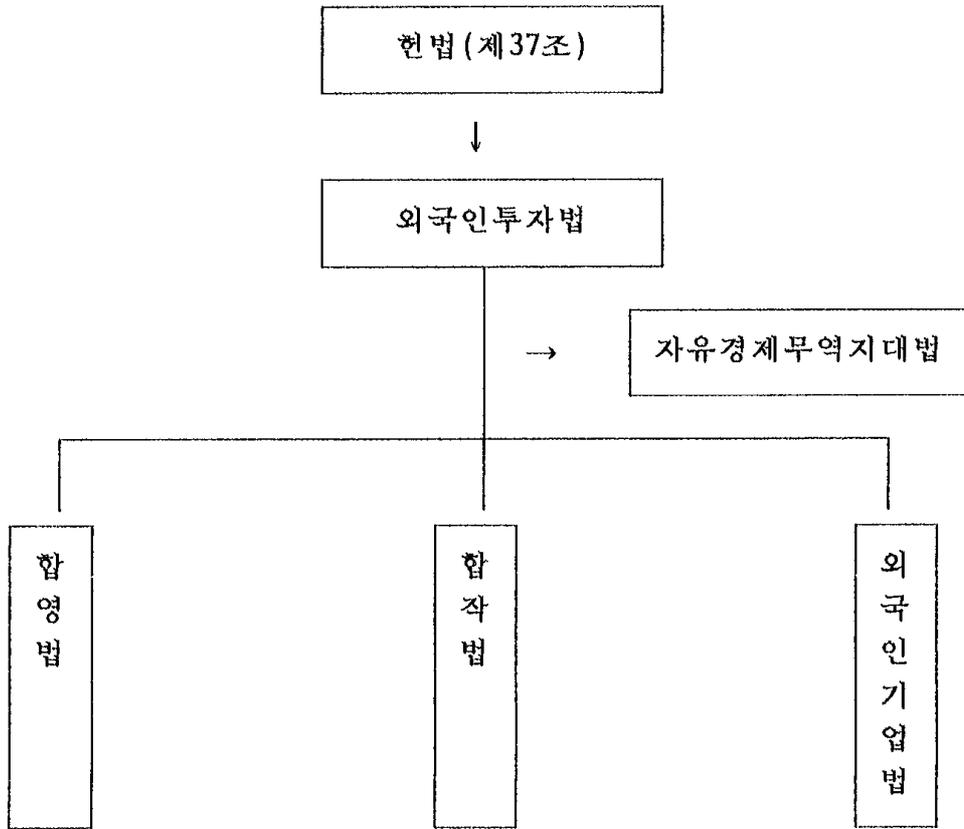 헌법(제37조)
↓
외국인투자법
→ 자유경제무역지대법
합영법
합작법
외국인기업법